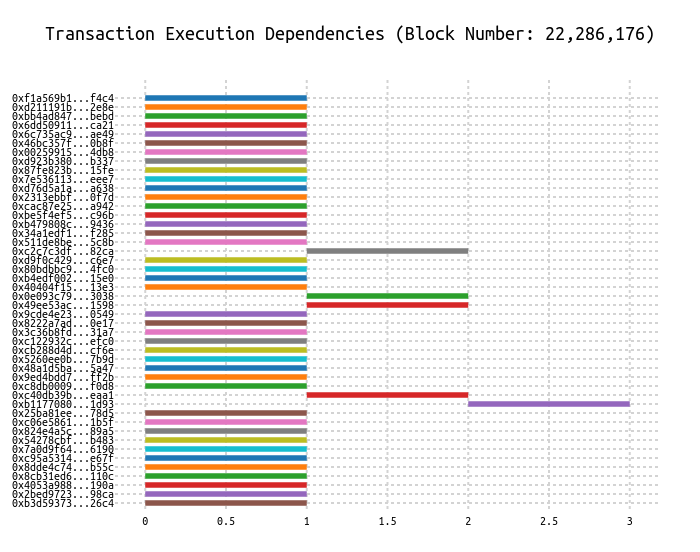 Transaction Execution Dependencies (Block Number: 22,286,176)
0xf1a569b1...f4c4
0xd211191b...2e8e
0xbb4ad847...bebd
0x6dd50911...ca21
0x6c735ac9...ae49
0x46bc357f...0b8f
0x00259915...4db8
0xd923b380...b337
0x87fe823b...15fe
0x7e536113...eee7
0xd76d5a1a...a638
0x2313ebbf...0f7d
0xcac87e25...a942
0xbe5f4ef5...c96b
0xb479808c...9436
0x34a1edf1...f285
0x511de8be...5c8b
0xc2c7c3df...82ca
0xd9f0c429...c6e7
0x80bdbbc9...4fc0
0xb4edf002...15e0
0x40404f15...13e3
0x0e093c79...3038
0x49ee53ac...1598
0x9cde4e23...0549
0x8222a7ad...0e17
0x3c36b8fd...31a7
0xc122932c...efc0
0xcb288d4d...cf6e
0x5260ee0b...7b9d
0x48a1d5ba...5a47
0x9ed4bdd7...ff2b
0xc8db0009...f0d8
0xc40db39b...eaa1
0xb1177080...1d93
0x25ba81ee...78d5
0xc06e5861...1b5f
0x824e4a5c...89a5
0x54278cbf...b483
0x7a0d9f64...6190
0xc95a5314...e67f
0x8dde4c74...b55c
0x8cb31ed6...110c
0x4053a988...190a
0x2bed9723...98ca
0xb3d59373...26c4
0 0.5 1 1.5 2 2.5 3